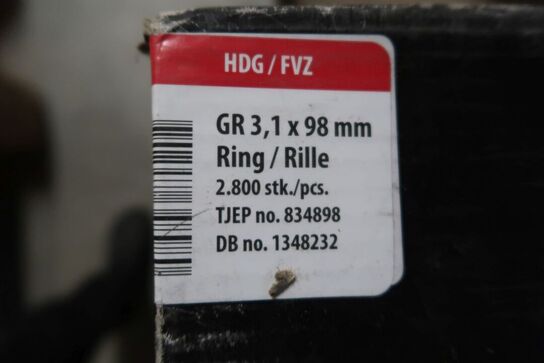 HDG / FVZ
GR 3,1 x 98 mm
Ring / Rille
2.800 stk./pcs.
TJEP no. 834898
DB no. 1348232